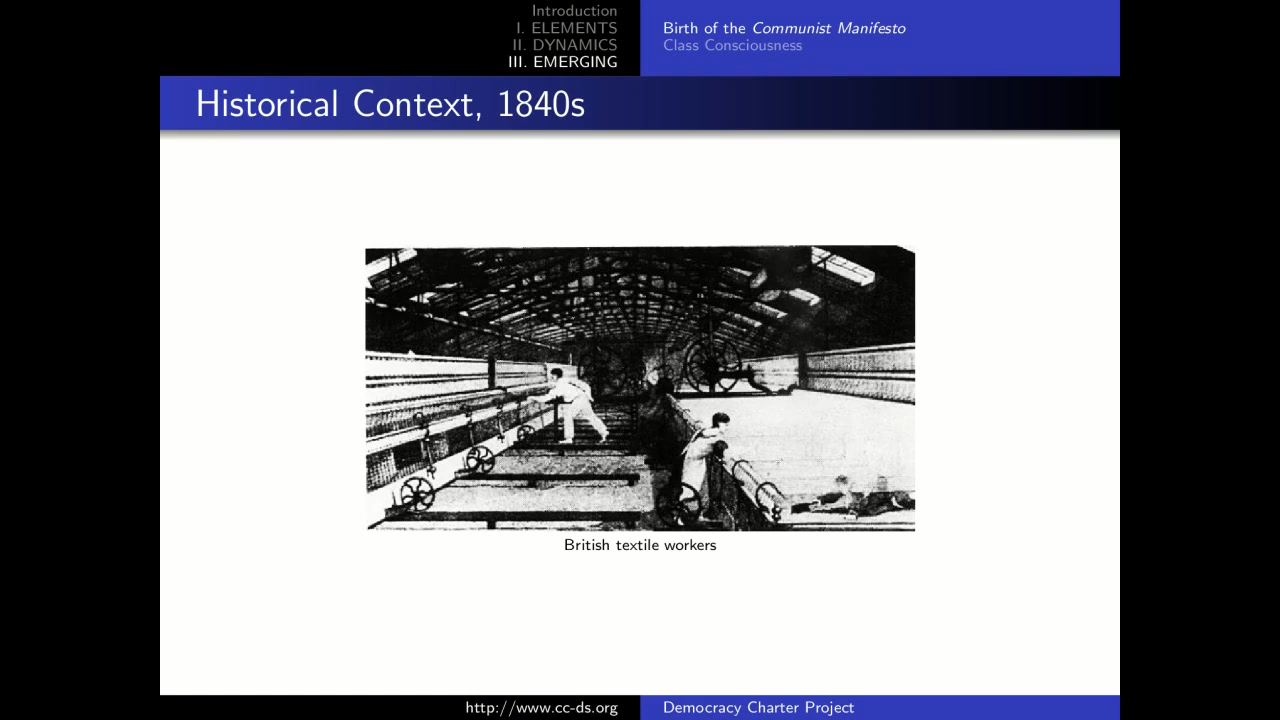 Introduction
I. ELEMENTS
II. DYNAMICS
III. EMERGING
Birth of the Communist Manifesto
Class Consciousness
Historical Context, 1840s
British textile workers
http://www.cc-ds.org
Democracy Charter Project